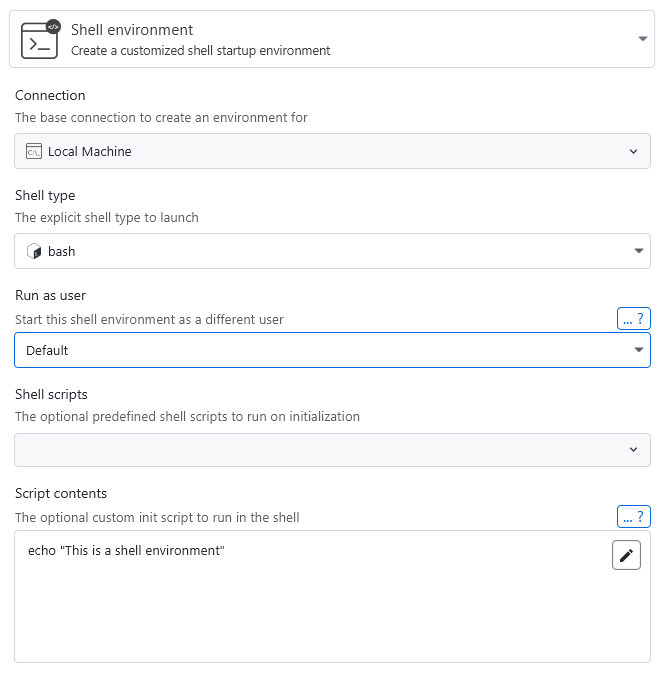 Shell environment
Create a customized shell startup environment
Connection
The base connection to create an environment for
Local Machine
Shell type
The explicit shell type to launch
bash
Run as user
Start this shell environment as a different user
... ?
Default
Shell scripts
The optional predefined shell scripts to run on initialization
Script contents
The optional custom init script to run in the shell
... ?
echo "This is a shell environment"